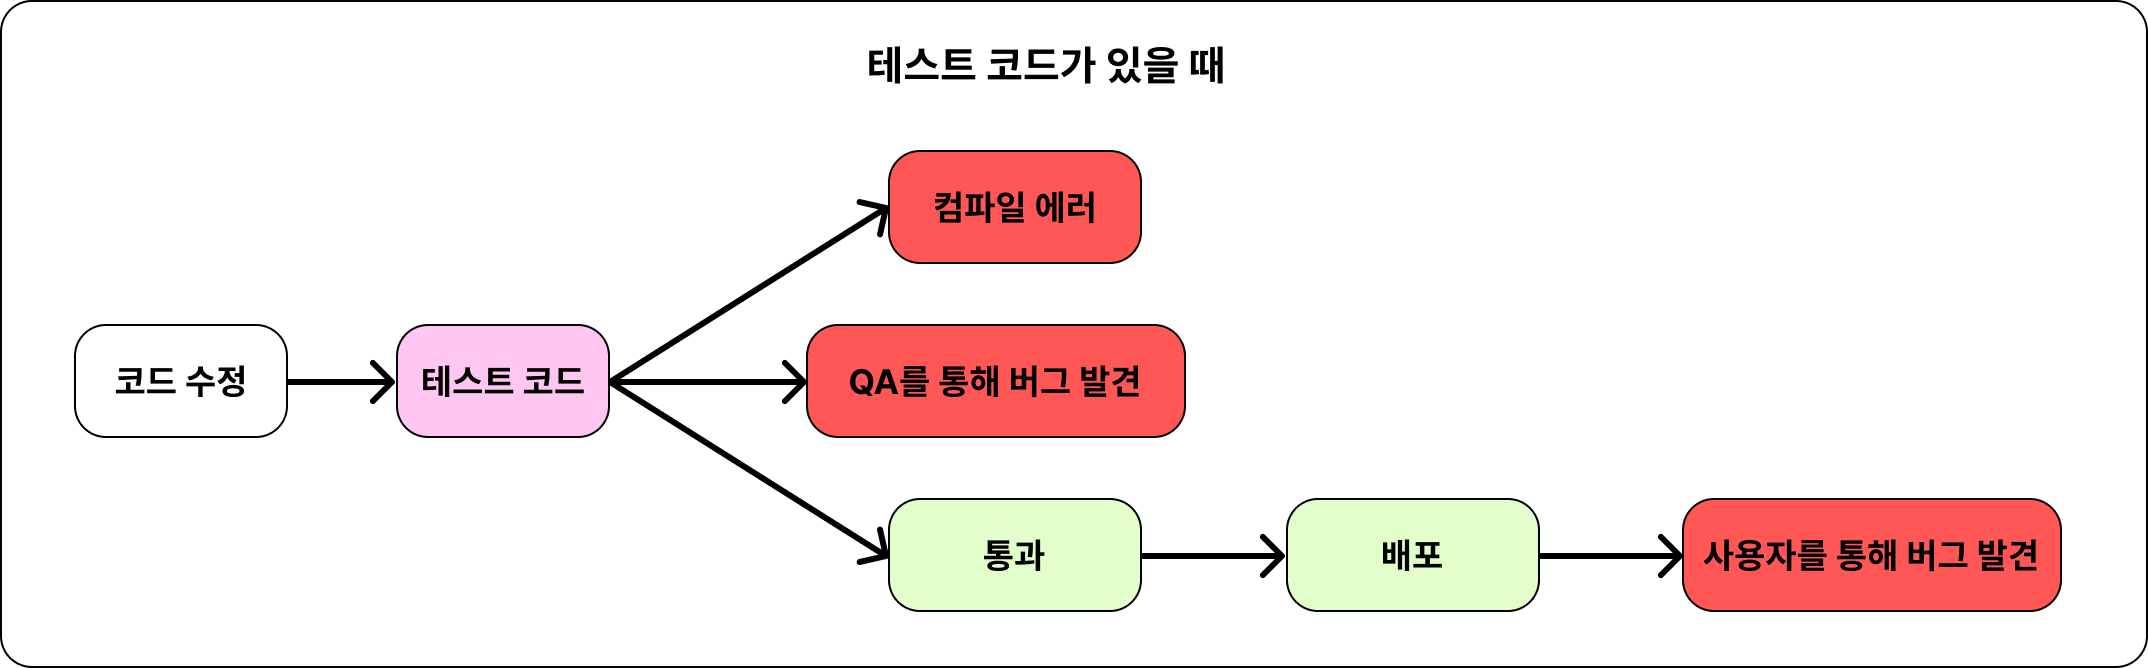 테스트 코드가 있을 때
컴파일 에러
코드 수정
테스트 코드
QA를 통해 버그 발견
통과
배포
사용자를 통해 버그 발견